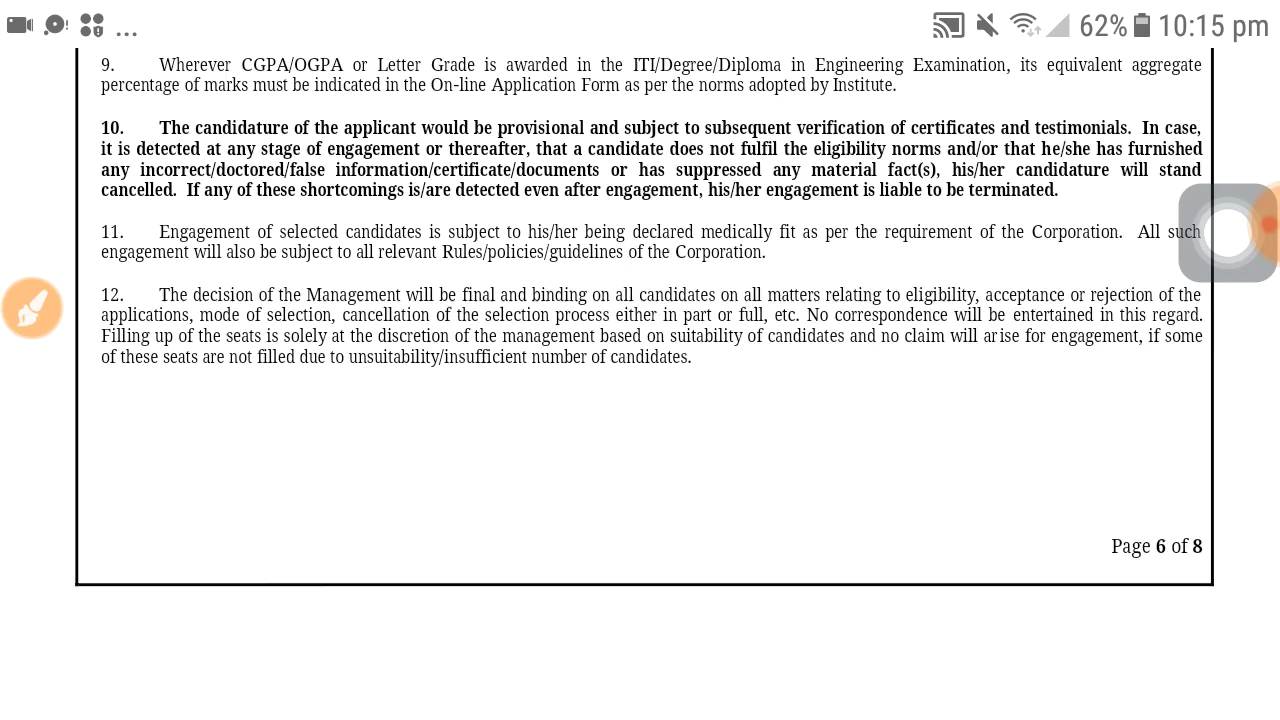 ... 62% 10:15 pm
9. Wherever CGPA/OGPA or Letter Grade is awarded in the ITI/Degree/Diploma in Engineering Examination, its equivalent aggregate
percentage of marks must be indicated in the On-line Application Form as per the norms adopted by Institute.
10. The candidature of the applicant would be provisional and subject to subsequent verification of certificates and testimonials. In case,
it is detected at any stage of engagement or thereafter, that a candidate does not fulfil the eligibility norms and/or that he/she has furnished
any incorrect/doctored/false information/certificate/documents or has suppressed any material fact(s), his/her candidature will stand
cancelled. If any of these shortcomings is/are detected even after engagement, his/her engagement is liable to be terminated.
11. Engagement of selected candidates is subject to his/her being declared medically fit as per the requirement of the Corporation. All such
engagement will also be subject to all relevant Rules/policies/guidelines of the Corporation.
12. The decision of the Management will be final and binding on all candidates on all matters relating to eligibility, acceptance or rejection of the
applications, mode of selection, cancellation of the selection process either in part or full, etc. No correspondence will be entertained in this regard.
Filling up of the seats is solely at the discretion of the management based on suitability of candidates and no claim will arise for engagement, if some
of these seats are not filled due to unsuitability/insufficient number of candidates.
Page 6 of 8